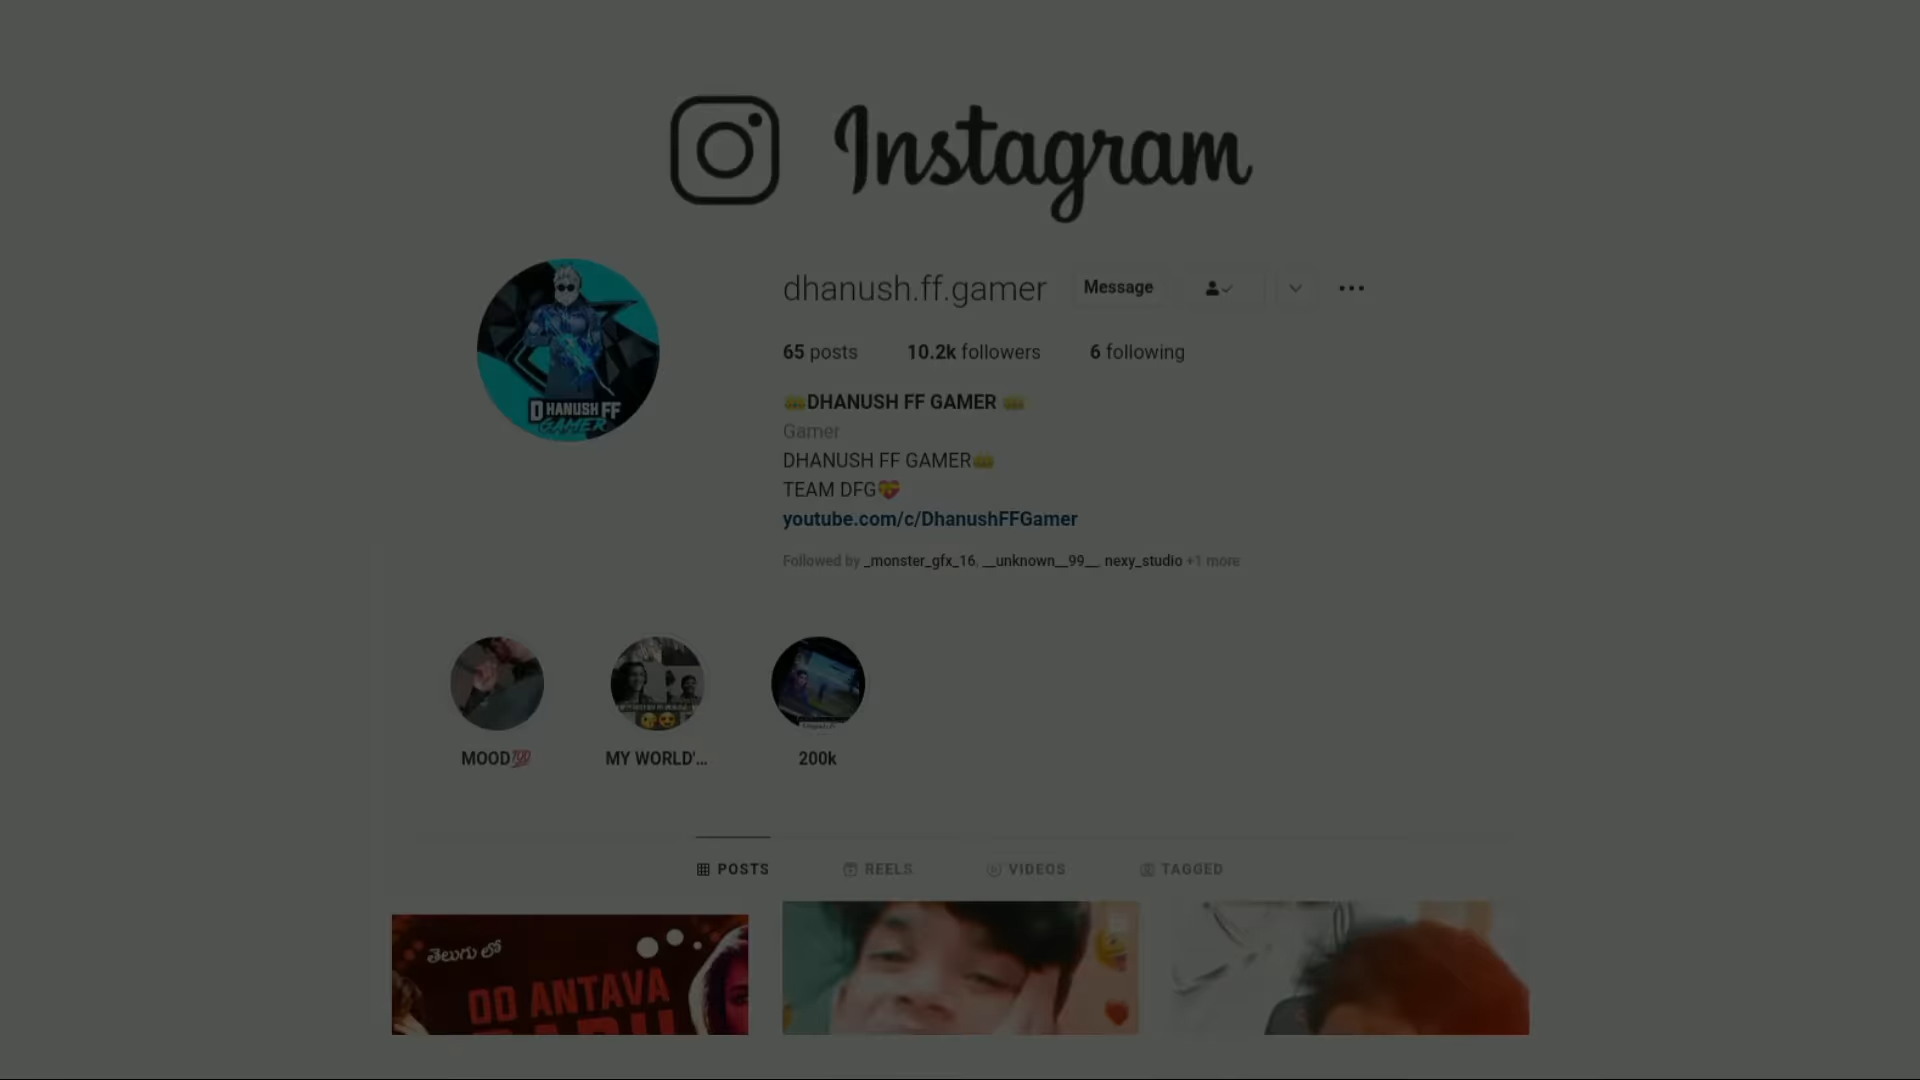 Instagram
dhanush.ff.gamer Message
65 posts 10.2k followers 6 following
👑DHANUSH FF GAMER 👑
Gamer
DHANUSH FF GAMER👑
TEAM DFG💝
youtube.com/c/DhanushFFGamer
Followed by _monster_gfx_16, __unknown__99__, nexy_studio +1 more
DHANUSH FF
GAMER
MOOD💯 MY WORLD'... 200k
POSTS REELS VIDEOS TAGGED
తెలుగు లో
OO ANTAVA